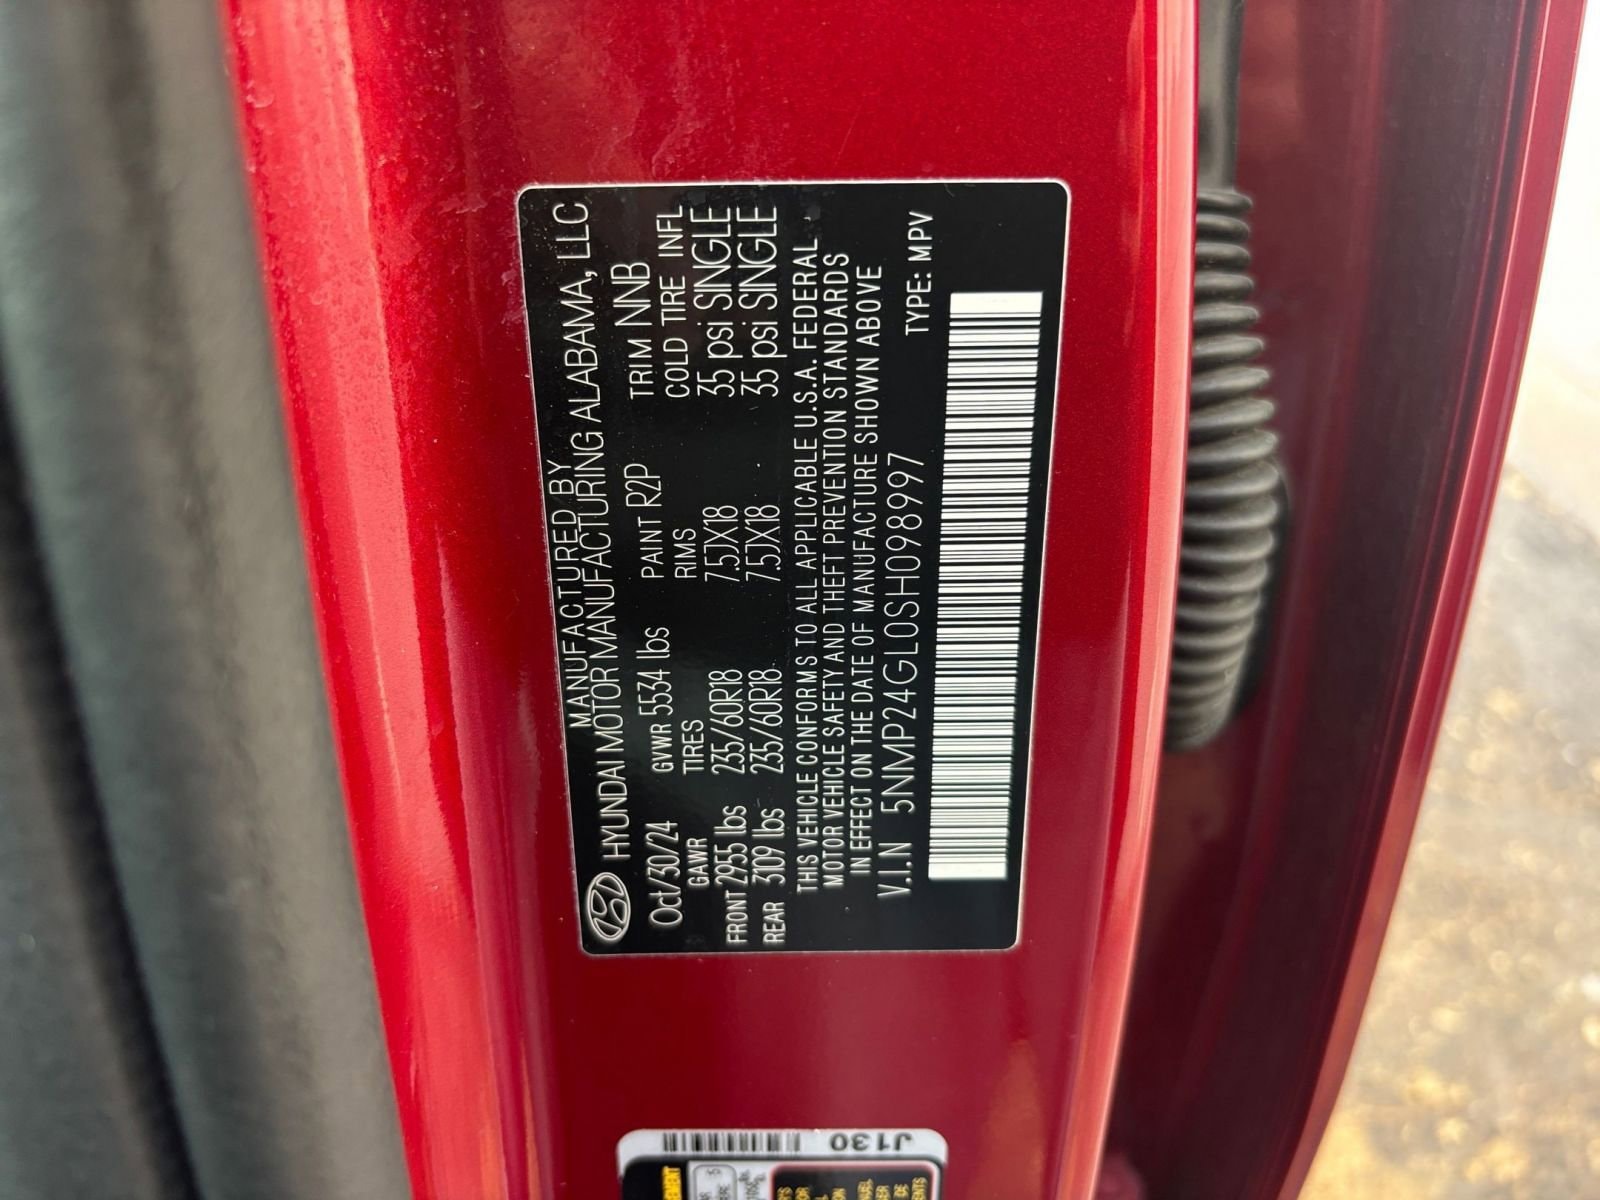 MANUFACTURED BY
HYUNDAI MOTOR MANUFACTURING ALABAMA, LLC
Oct/30/24 GVWR 5534 lbs PAINT R2P TRIM NNB
GAWR TIRES RIMS COLD TIRE INFL
FRONT 2955 lbs 235/60R18 7.5JX18 35 psi SINGLE
REAR 3109 lbs 235/60R18 7.5JX18 35 psi SINGLE
THIS VEHICLE CONFORMS TO ALL APPLICABLE U.S.A. FEDERAL
MOTOR VEHICLE SAFETY AND THEFT PREVENTION STANDARDS
IN EFFECT ON THE DATE OF MANUFACTURE SHOWN ABOVE
V.I.N 5NMP24GL0SH098997 TYPE: MPV
J130